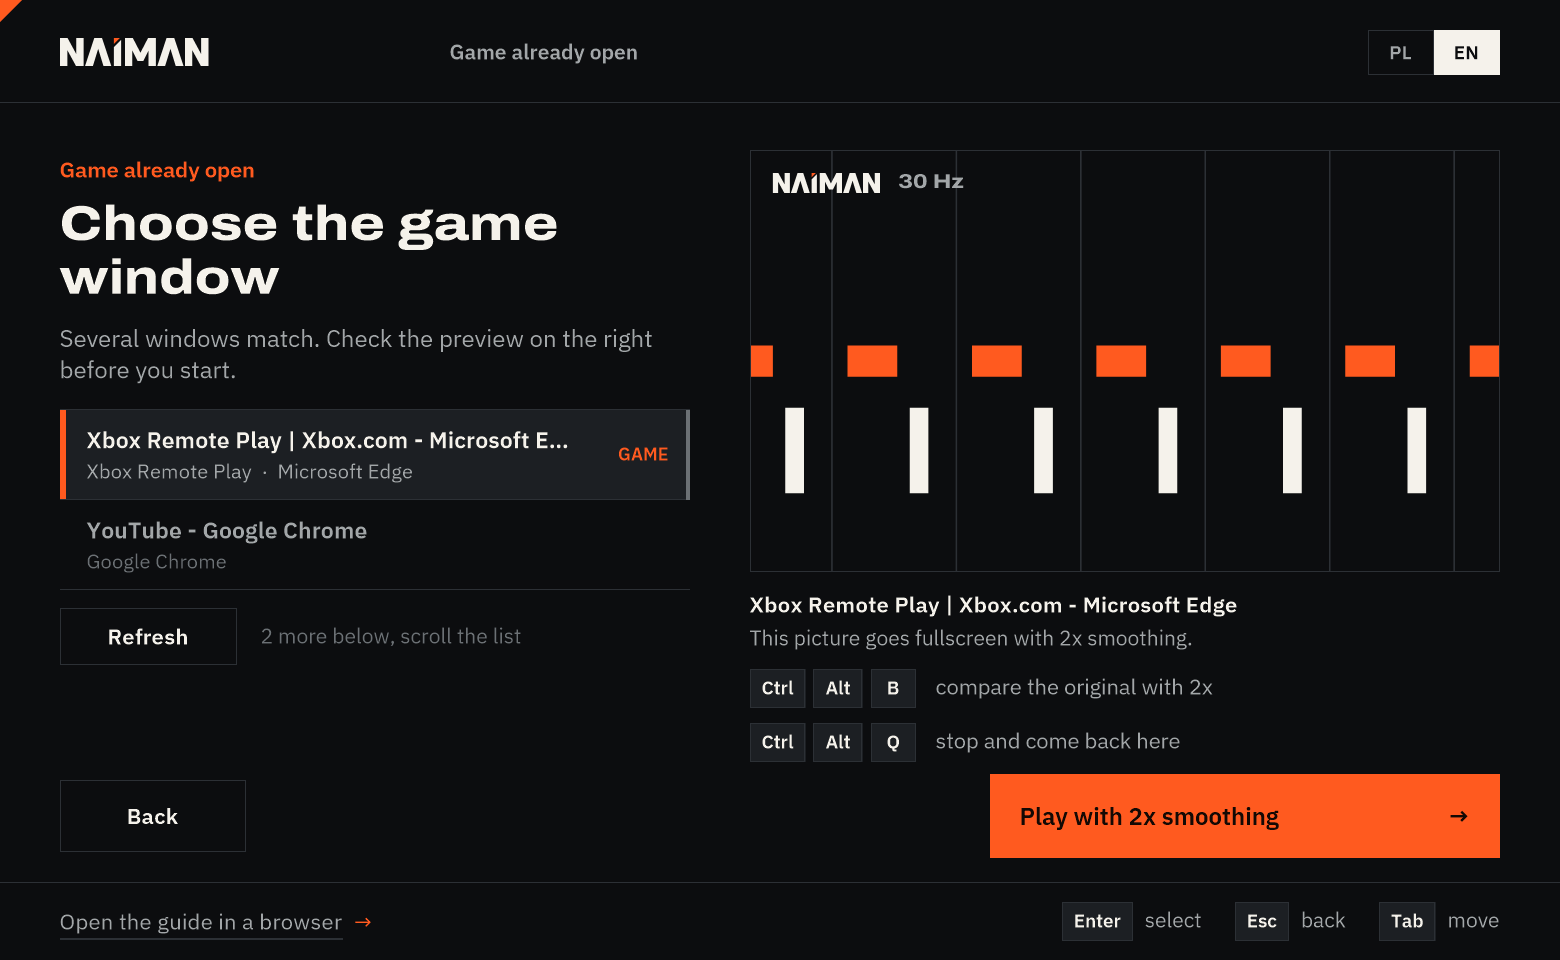 NAIMAN
Game already open
PL
EN
Game already open
Choose the game
window
Several windows match. Check the preview on the right
before you start.
Xbox Remote Play | Xbox.com - Microsoft E...
Xbox Remote Play · Microsoft Edge
GAME
YouTube - Google Chrome
Google Chrome
Refresh
2 more below, scroll the list
Back
NAIMAN 30 Hz
Xbox Remote Play | Xbox.com - Microsoft Edge
This picture goes fullscreen with 2x smoothing.
Ctrl Alt B compare the original with 2x
Ctrl Alt Q stop and come back here
Play with 2x smoothing →
Open the guide in a browser →
Enter select Esc back Tab move